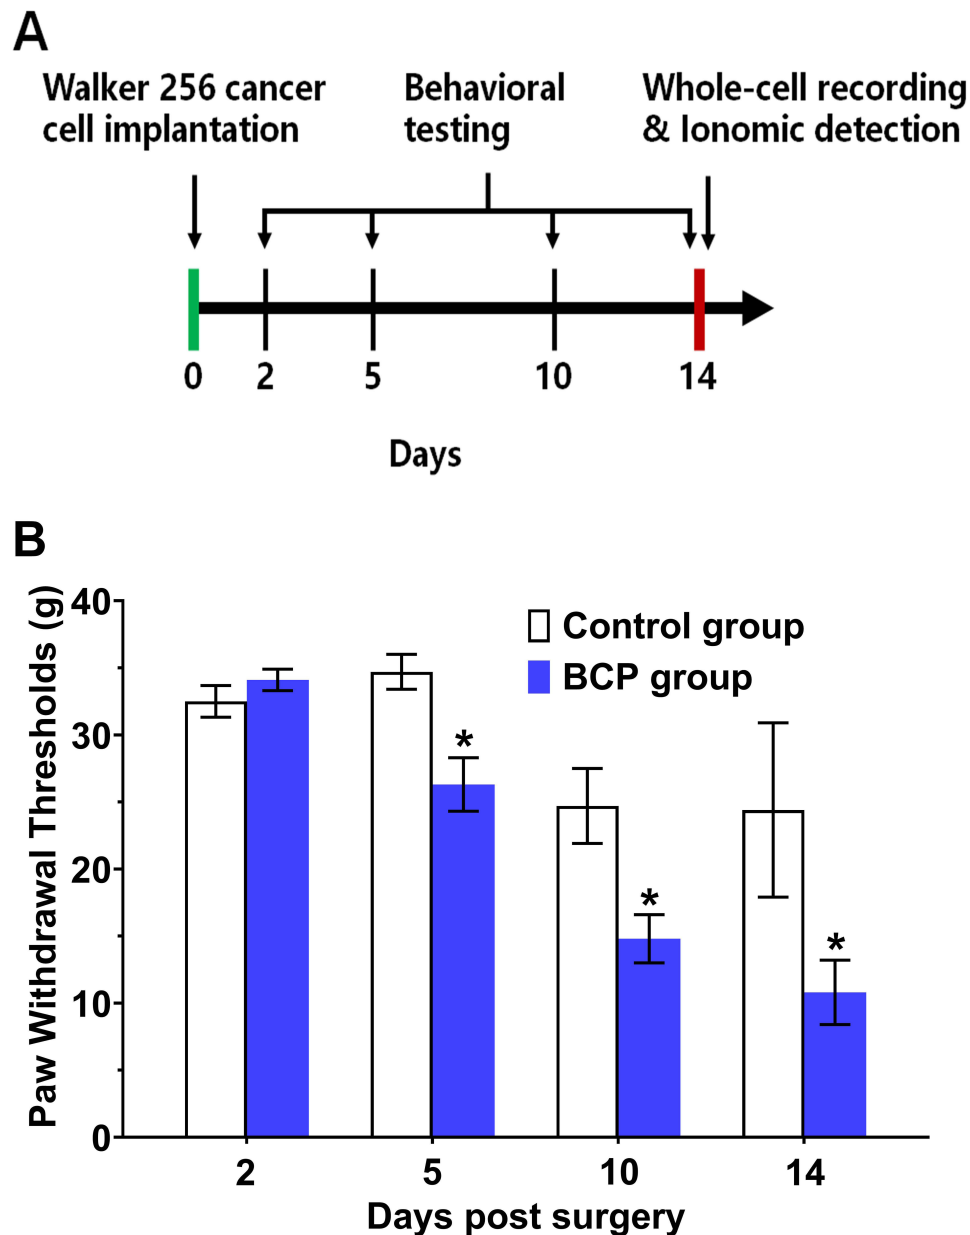 A
Walker 256 cancer
cell implantation
Behavioral
testing
Whole-cell recording
& Ionomic detection
0 2 5 10 14
Days
B
Paw Withdrawal Thresholds (g)
40
30
20
10
0
Control group
BCP group
*
*
*
2 5 10 14
Days post surgery